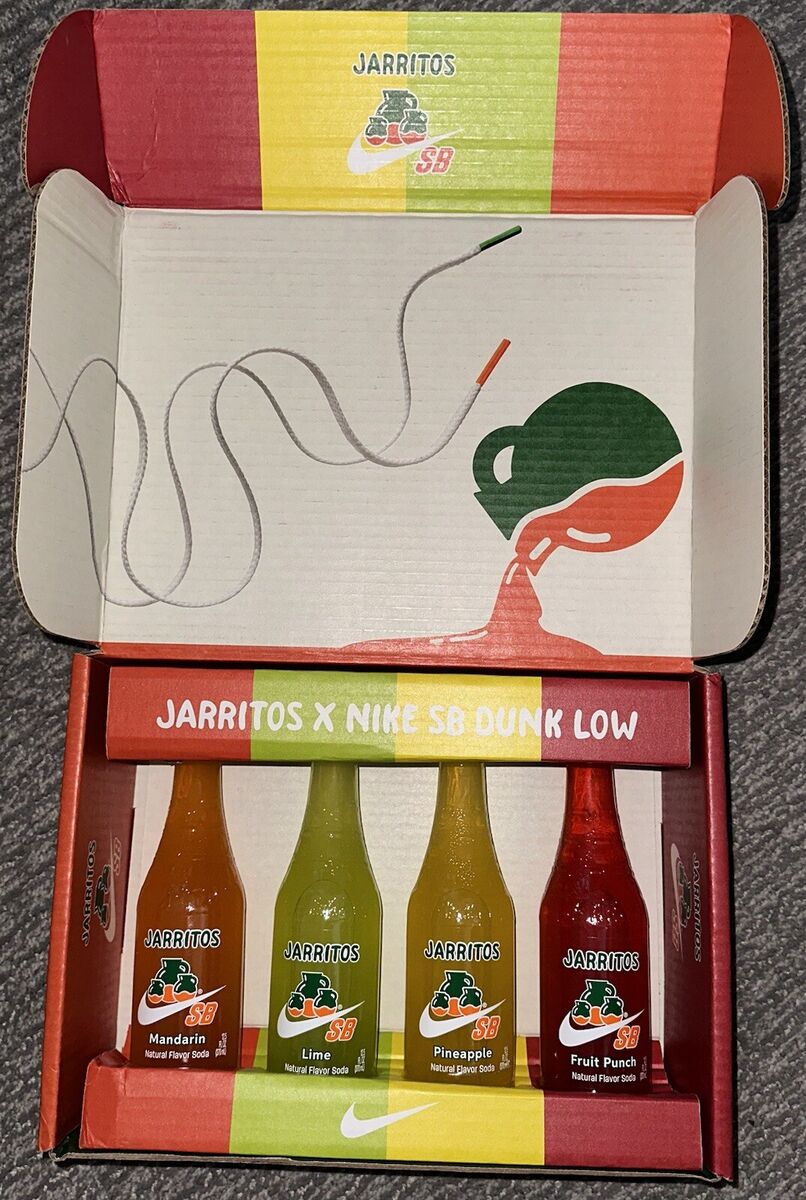 JARRITOS
SB
JARRITOS X NIKE SB DUNK LOW
JARRITOS
SB
JARRITOS
SB
Mandarin
Natural Flavor Soda
JARRITOS
SB
Lime
Natural Flavor Soda
JARRITOS
SB
Pineapple
Natural Flavor Soda
JARRITOS
SB
Fruit Punch
Natural Flavor Soda
JARRITOS
SB